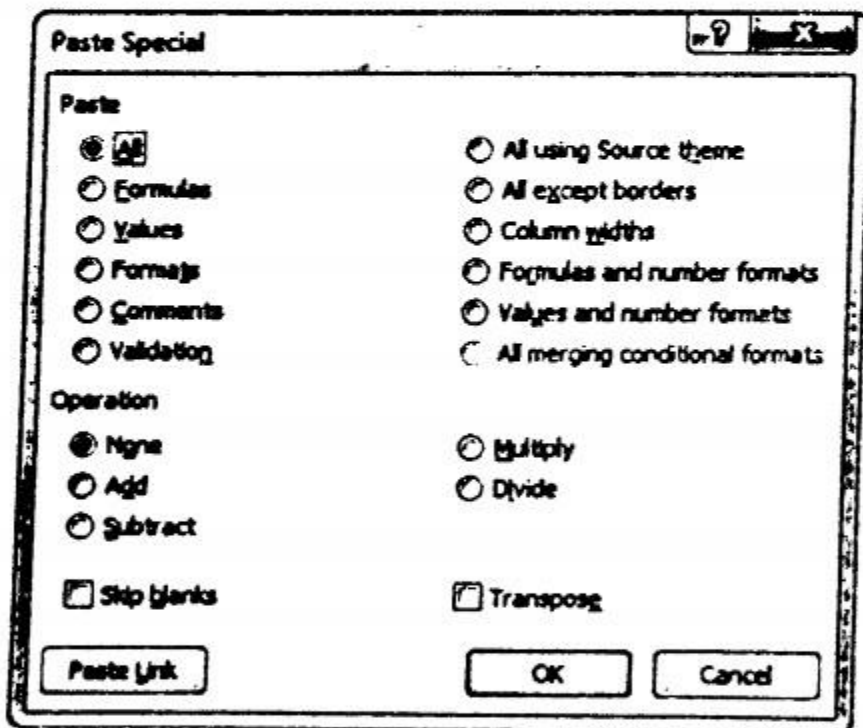 Paste Special
Paste
All
All using Source theme
Formulas
All except borders
Values
Column widths
Formats
Formulas and number formats
Comments
Values and number formats
Validation
All merging conditional formats
Operation
None
Multiply
Add
Divide
Subtract
Skip blanks
Transpose
Paste Link
OK
Cancel